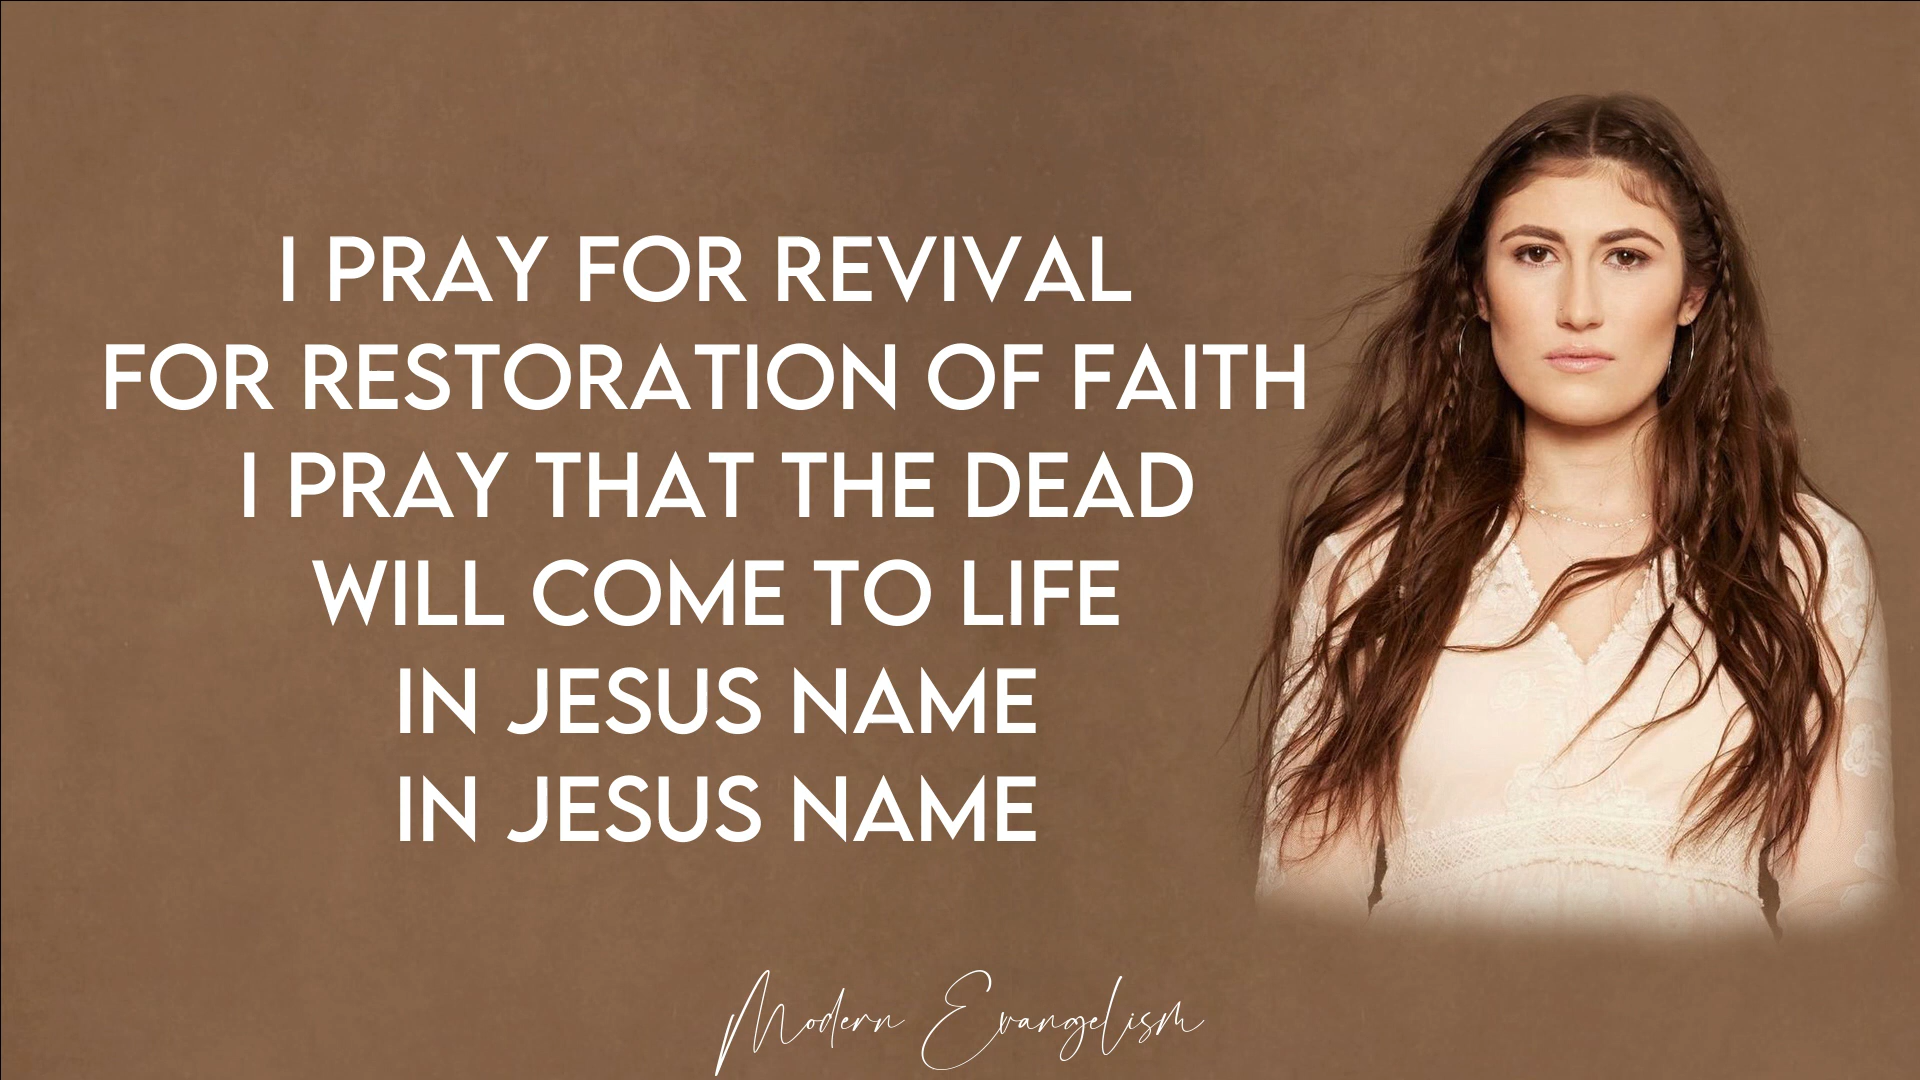 I PRAY FOR REVIVAL
FOR RESTORATION OF FAITH
I PRAY THAT THE DEAD
WILL COME TO LIFE
IN JESUS NAME
IN JESUS NAME
Modern Evangelism